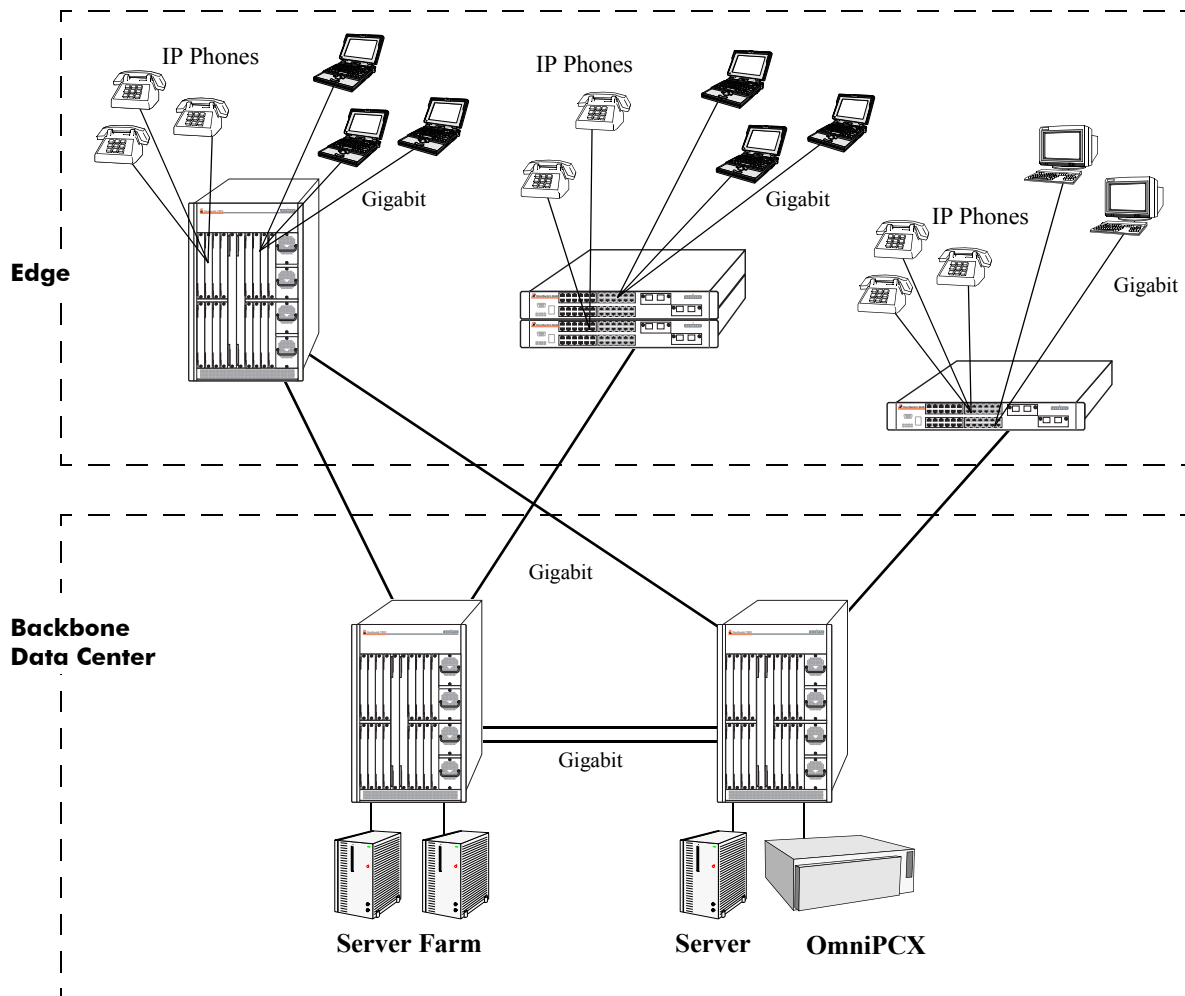 IP Phones
IP Phones
Gigabit
Gigabit
IP Phones
Edge
Gigabit
Gigabit
Backbone
Data Center
Gigabit
Server Farm
Server
OmniPCX